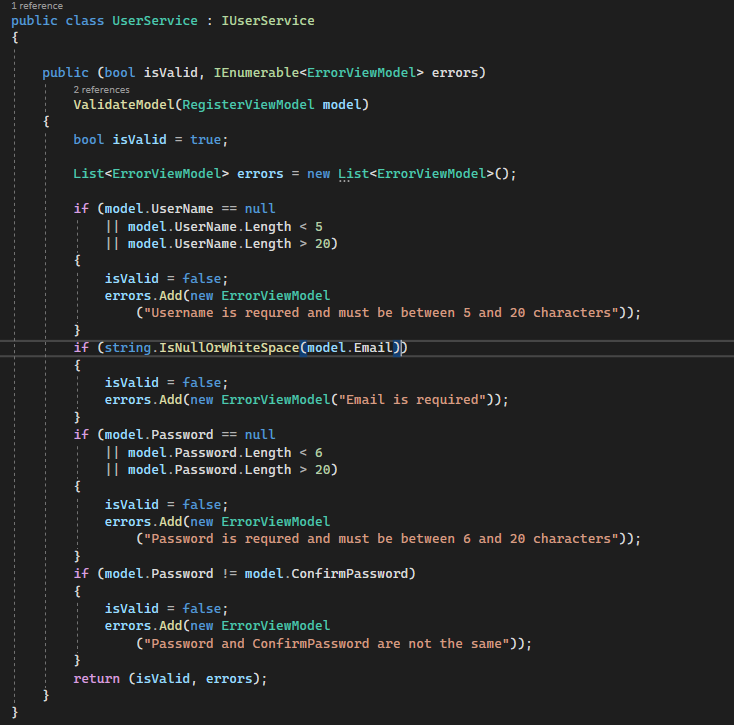 1 reference
public class UserService : IUserService
{
public (bool isValid, IEnumerable<ErrorViewModel> errors)
2 references
ValidateModel(RegisterViewModel model)
{
bool isValid = true;
List<ErrorViewModel> errors = new List<ErrorViewModel>();
if (model.UserName == null
|| model.UserName.Length < 5
|| model.UserName.Length > 20)
{
isValid = false;
errors.Add(new ErrorViewModel
("Username is requred and must be between 5 and 20 characters"));
}
if (string.IsNullOrWhiteSpace(model.Email))
{
isValid = false;
errors.Add(new ErrorViewModel("Email is required"));
}
if (model.Password == null
|| model.Password.Length < 6
|| model.Password.Length > 20)
{
isValid = false;
errors.Add(new ErrorViewModel
("Password is requred and must be between 6 and 20 characters"));
}
if (model.Password != model.ConfirmPassword)
{
isValid = false;
errors.Add(new ErrorViewModel
("Password and ConfirmPassword are not the same"));
}
return (isValid, errors);
}
}